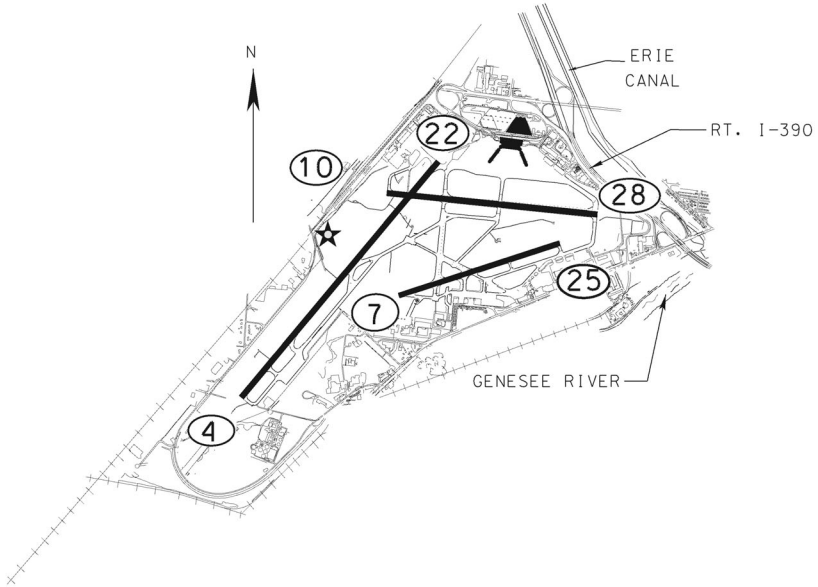 N
ERIE
CANAL
22
RT. I-390
10
28
25
7
GENESEE RIVER
4